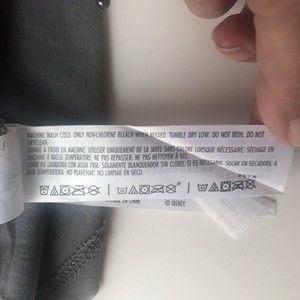 MACHINE WASH COLD. ONLY NON-CHLORINE BLEACH WHEN NEEDED. TUMBLE DRY LOW. DO NOT IRON. DO NOT
DRYCLEAN.
LAVAGE À FROID EN MACHINE. UTILISER UNIQUEMENT DE LA JAVEL SANS CHLORE LORSQUE NÉCESSAIRE. SÉCHAGE EN
MACHINE À BASSE TEMPÉRATURE. NE PAS REPASSER. NE PAS NETTOYER À SEC.
LAVAR EN LAVADORA CON AGUA FRIA. SOLAMENTE BLANQUEADOR SIN CLORO, SI ES NECESARIO. SECAR EN SECADORA, A
BAJA TEMPERATURA. NO PLANCHAR. NO LIMPIAR EN SECO.
© DISNEY